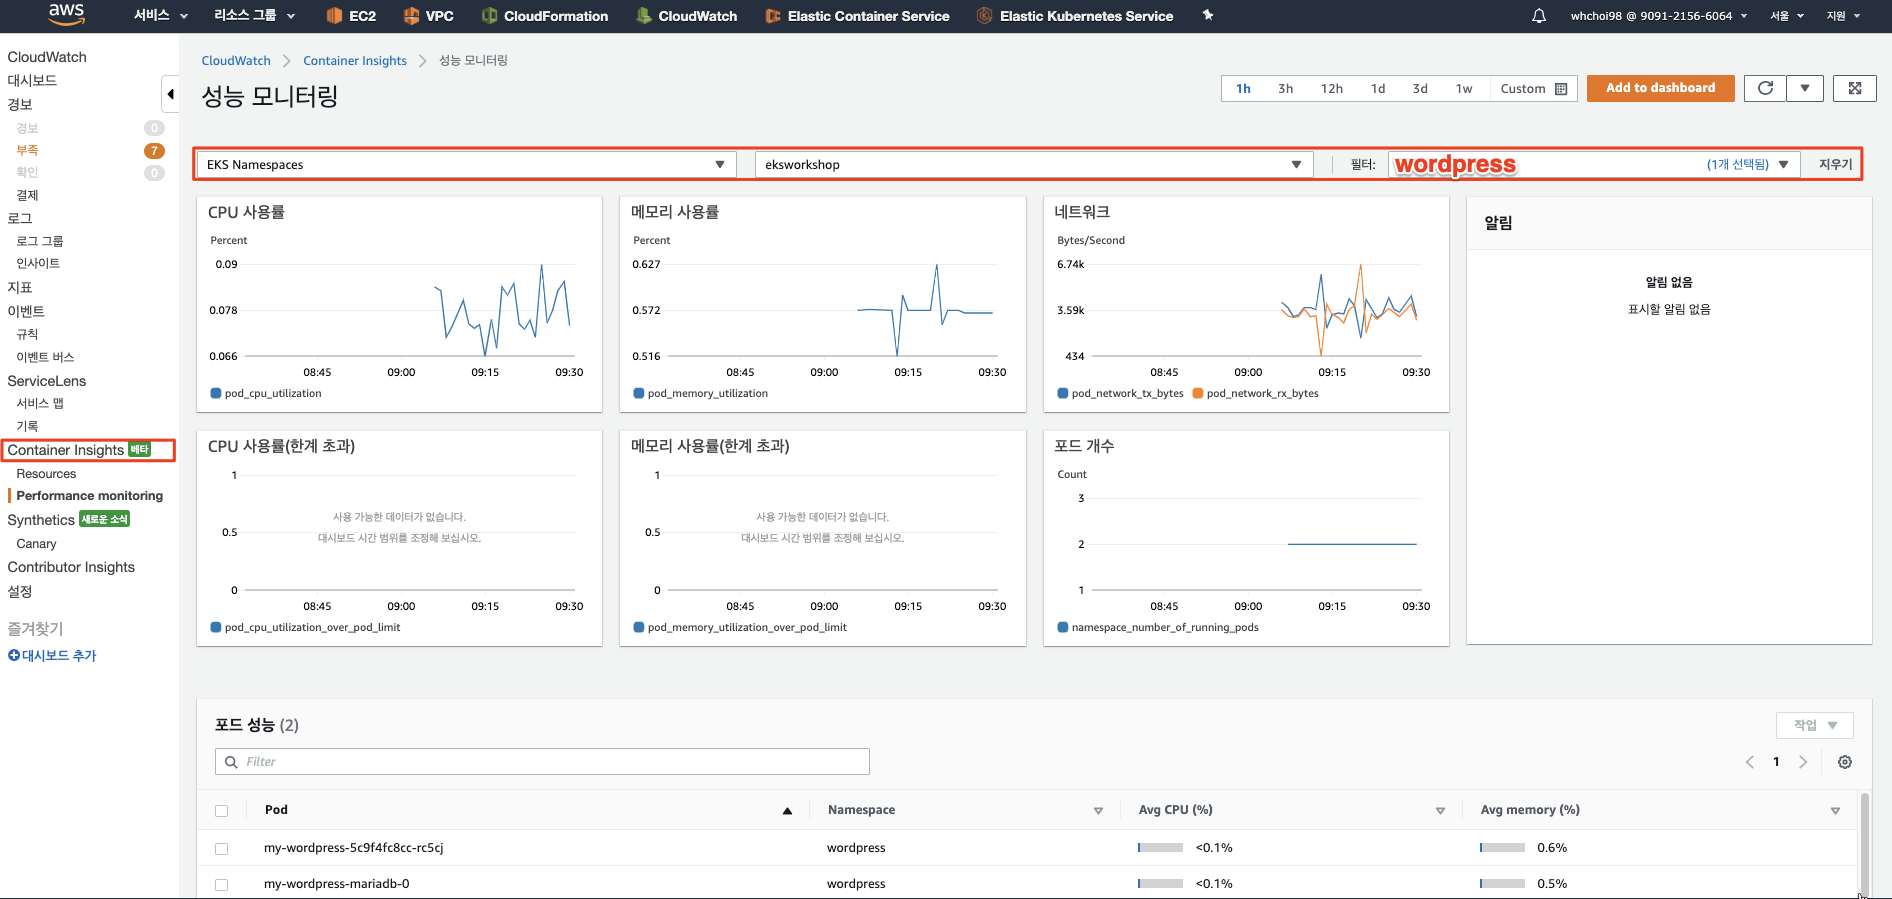 aws 서비스 리소스 그룹 EC2 VPC CloudFormation CloudWatch Elastic Container Service Elastic Kubernetes Service whchoi98 @ 9091-2156-6064 서울 지원
CloudWatch
대시보드
경보
경보 0
부족 7
확인 0
결제
로그
로그 그룹
인사이트
지표
이벤트
규칙
이벤트 버스
ServiceLens
서비스 맵
기록
Container Insights 베타
Resources
Performance monitoring
Synthetics 새로운 소식
Canary
Contributor Insights
설정
즐겨찾기
대시보드 추가
CloudWatch Container Insights 성능 모니터링
성능 모니터링
1h 3h 12h 1d 3d 1w Custom Add to dashboard
EKS Namespaces eksworkshop 필터: wordpress (1개 선택됨) 지우기
CPU 사용률
Percent
0.09
0.078
0.066
08:45 09:00 09:15 09:30
pod_cpu_utilization
메모리 사용률
Percent
0.627
0.572
0.516
08:45 09:00 09:15 09:30
pod_memory_utilization
네트워크
Bytes/Second
6.74k
3.59k
434
08:45 09:00 09:15 09:30
pod_network_tx_bytes pod_network_rx_bytes
알림
알림 없음
표시할 알림 없음
CPU 사용률(한계 초과)
1
사용 가능한 데이터가 없습니다.
0.5
대시보드 시간 범위를 조정해 보십시오.
0
08:45 09:00 09:15 09:30
pod_cpu_utilization_over_pod_limit
메모리 사용률(한계 초과)
1
사용 가능한 데이터가 없습니다.
0.5
대시보드 시간 범위를 조정해 보십시오.
0
08:45 09:00 09:15 09:30
pod_memory_utilization_over_pod_limit
포드 개수
Count
3
2
1
08:45 09:00 09:15 09:30
namespace_number_of_running_pods
포드 성능 (2) 작업
Filter 1
Pod Namespace Avg CPU (%) Avg memory (%)
my-wordpress-5c9f4fc8cc-rc5cj wordpress <0.1% 0.6%
my-wordpress-mariadb-0 wordpress <0.1% 0.5%